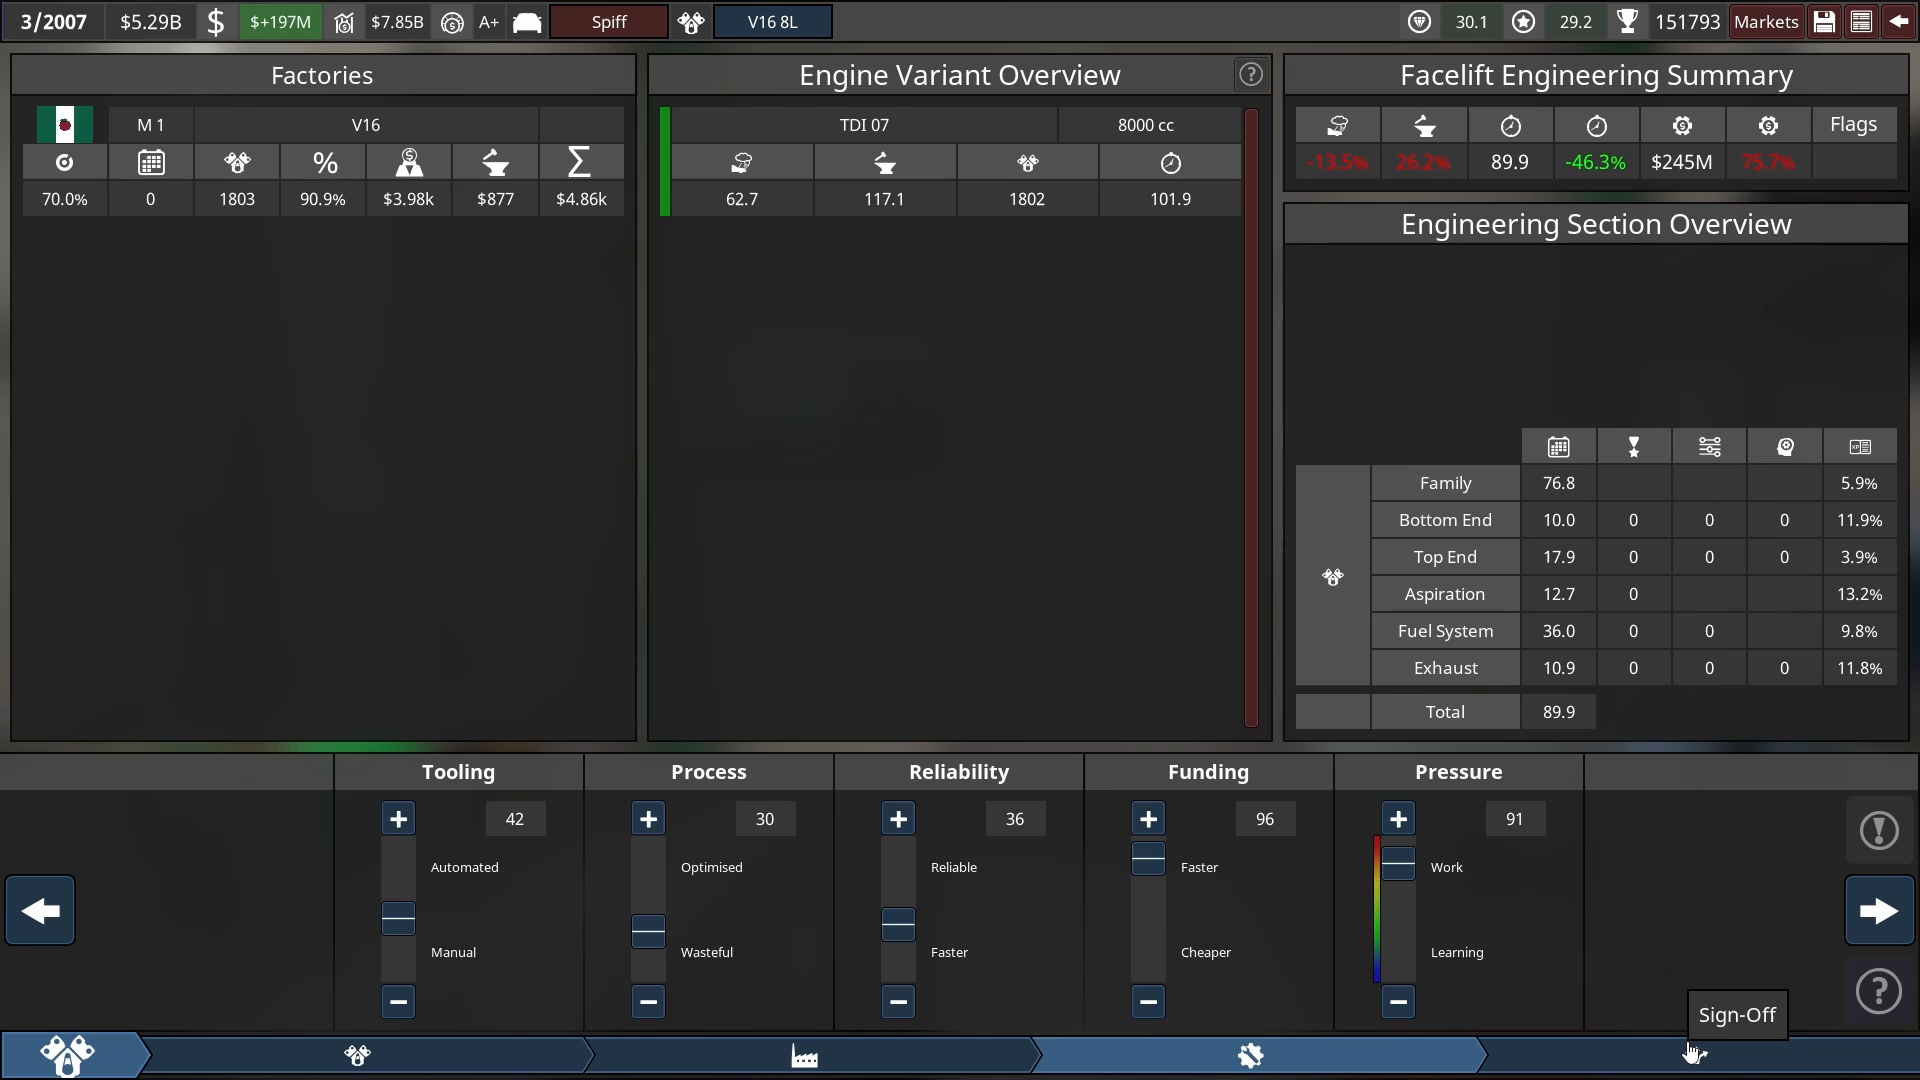 3/2007 $5.29B $+197M $7.85B A+ Spiff V16 8L 30.1 29.2 151793 Markets
Factories
M 1 V16
%
70.0% 0 1803 90.9% $3.98k $877 $4.86k
Engine Variant Overview ?
TDI 07 8000 cc
62.7 117.1 1802 101.9
Facelift Engineering Summary
Flags
-13.5% 26.2% 89.9 -46.3% $245M 75.7%
Engineering Section Overview
Family 76.8 5.9%
Bottom End 10.0 0 0 0 11.9%
Top End 17.9 0 0 0 3.9%
Aspiration 12.7 0 13.2%
Fuel System 36.0 0 0 9.8%
Exhaust 10.9 0 0 0 11.8%
Total 89.9
Tooling Process Reliability Funding Pressure
42 30 36 96 91
Automated Optimised Reliable Faster Work
Manual Wasteful Faster Cheaper Learning
Sign-Off